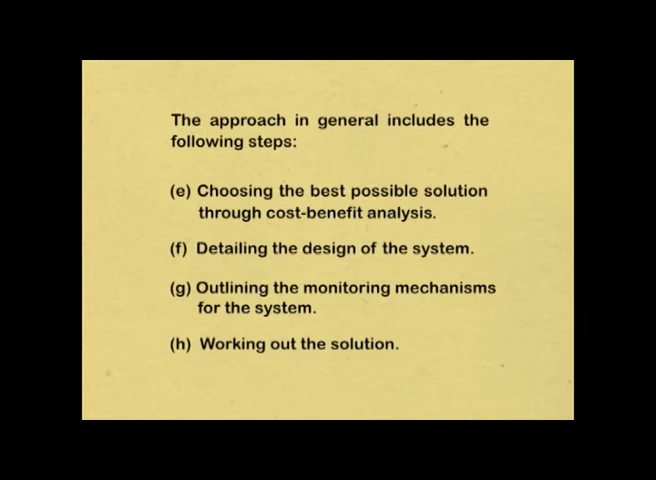 The approach in general includes the
following steps:
(e) Choosing the best possible solution
through cost-benefit analysis.
(f) Detailing the design of the system.
(g) Outlining the monitoring mechanisms
for the system.
(h) Working out the solution.